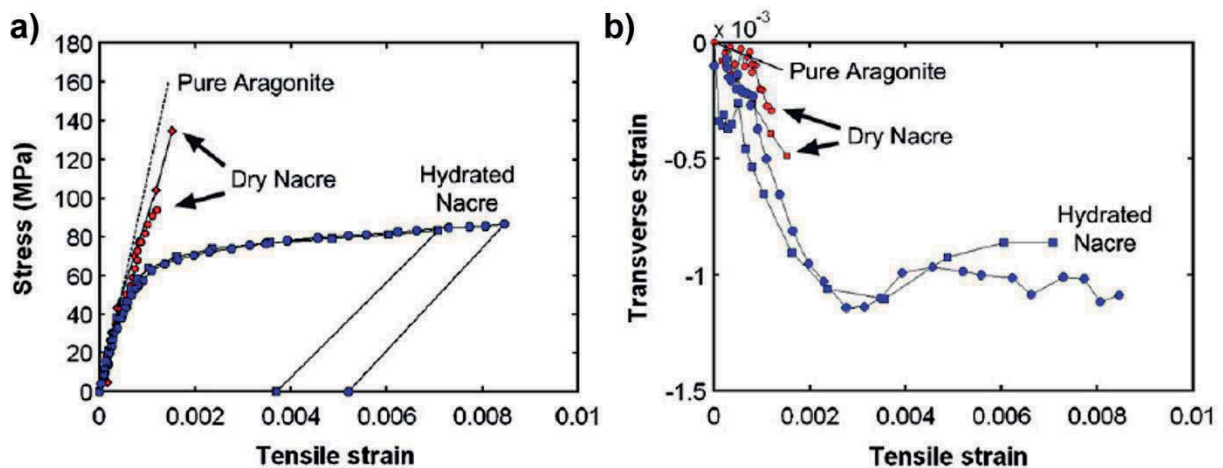 a)
180
160
140
120
100
80
60
40
20
0
Stress (MPa)
Pure Aragonite
Dry Nacre
Hydrated
Nacre
0
0.002
0.004
0.006
0.008
0.01
Tensile strain
b)
x 10⁻³
0
-0.5
-1
-1.5
Transverse strain
Pure Aragonite
Dry Nacre
Hydrated
Nacre
0
0.002
0.004
0.006
0.008
0.01
Tensile strain